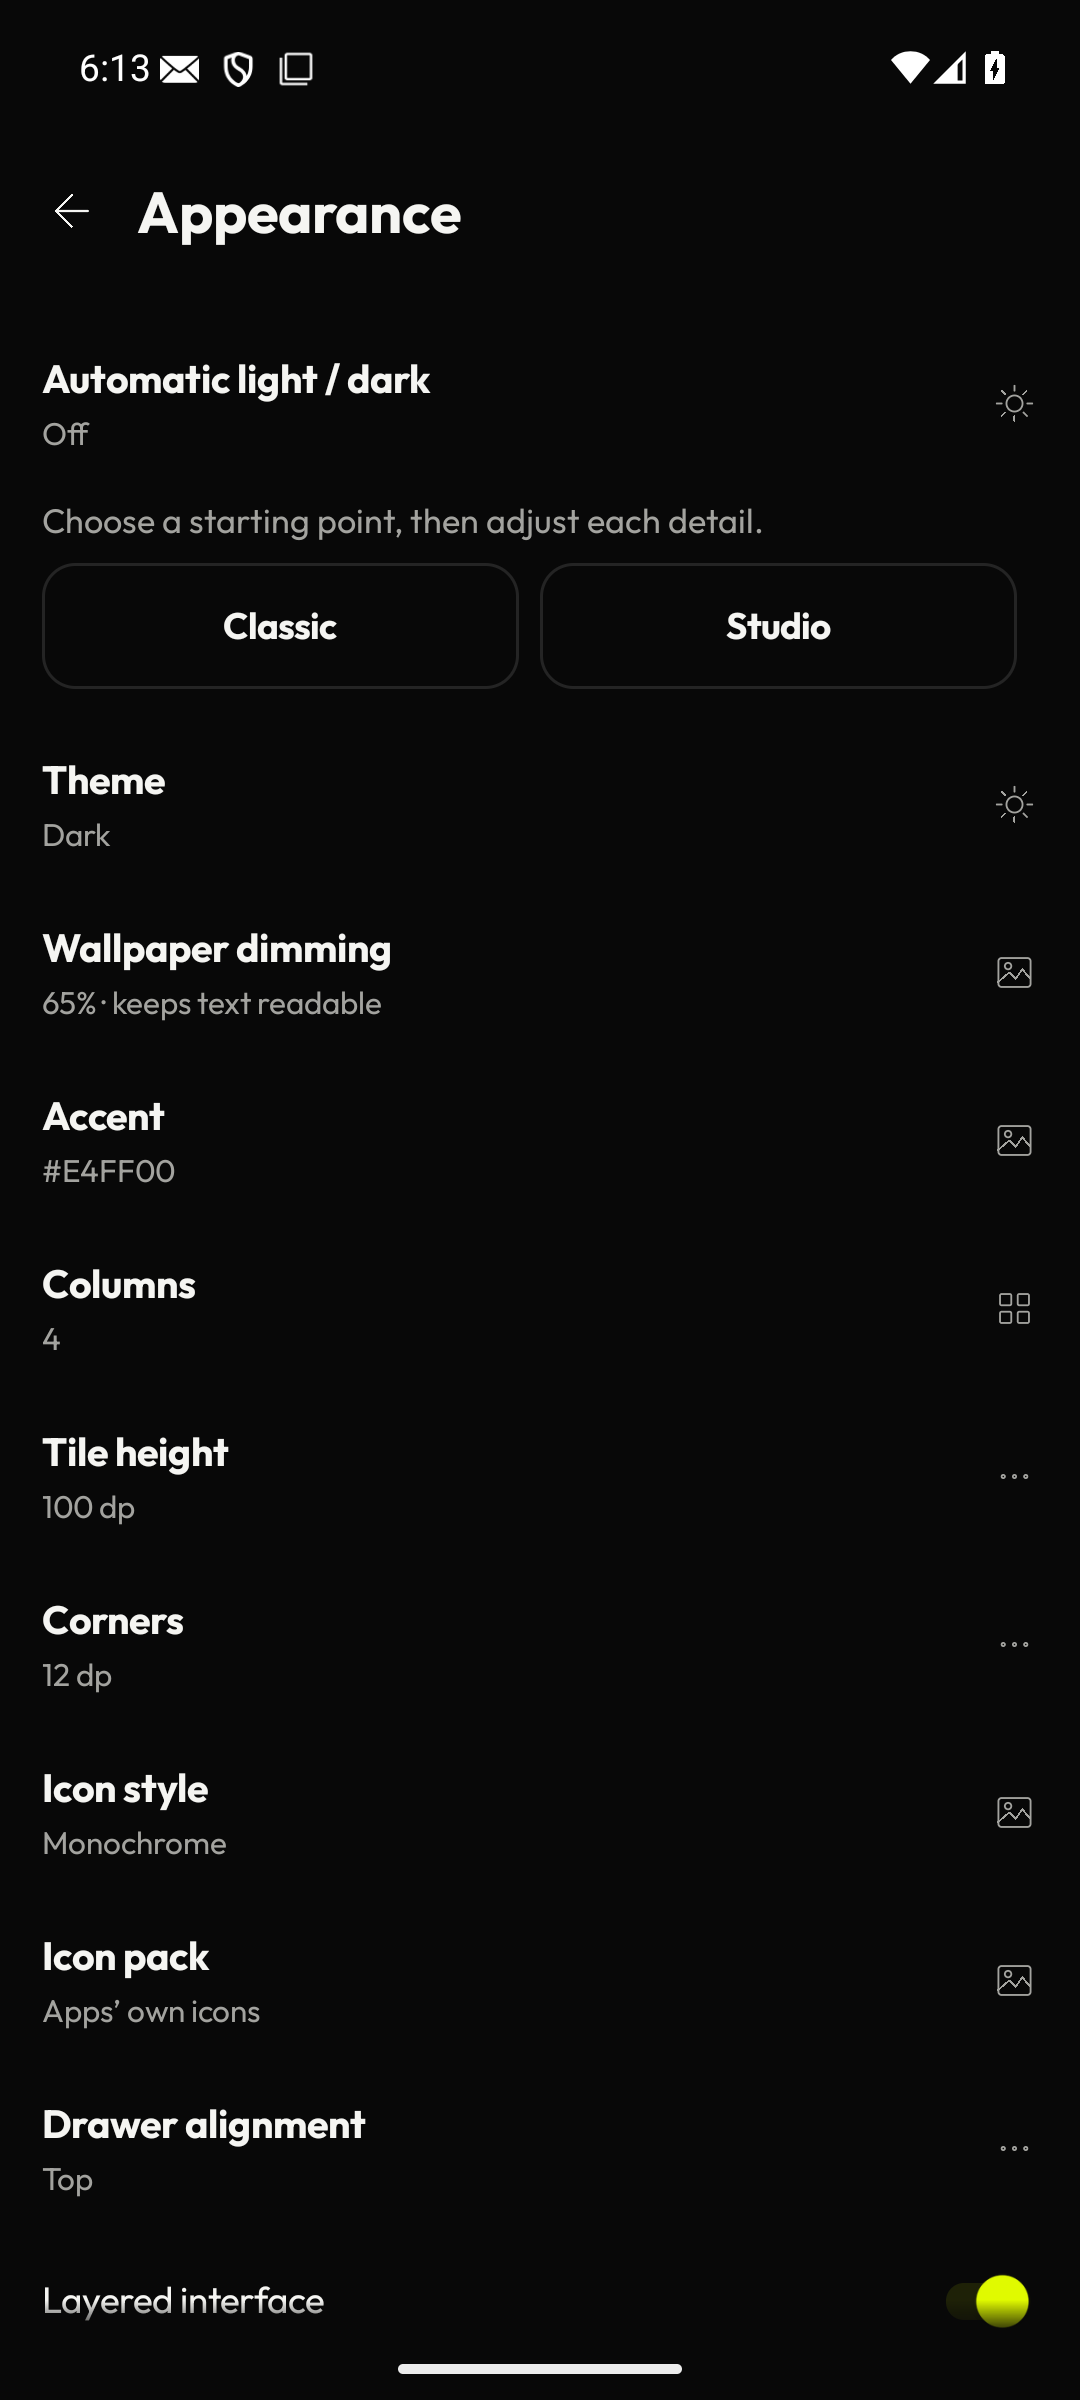 6:13
Appearance
Automatic light / dark
Off
Choose a starting point, then adjust each detail.
Classic
Studio
Theme
Dark
Wallpaper dimming
65% · keeps text readable
Accent
#E4FF00
Columns
4
Tile height
100 dp
Corners
12 dp
Icon style
Monochrome
Icon pack
Apps’ own icons
Drawer alignment
Top
Layered interface